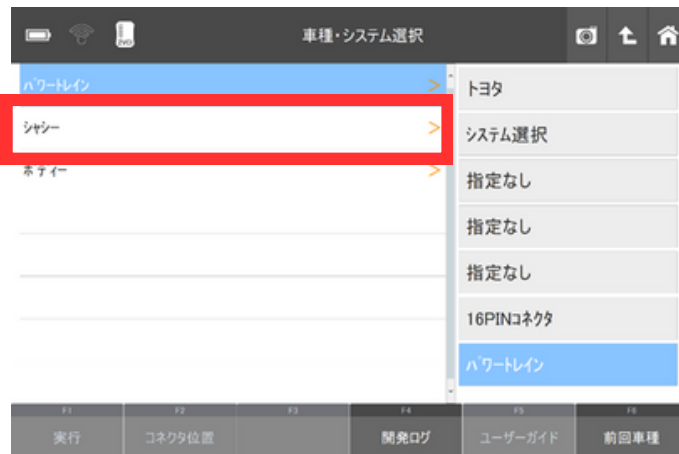 車種・システム選択
パワートレイン >
シャシー >
ボディー >
トヨタ
システム選択
指定なし
指定なし
指定なし
16PINコネクタ
パワートレイン
F1 F2 F3 F4 F5 F6
実行 コネクタ位置 開発ログ ユーザーガイド 前回車種